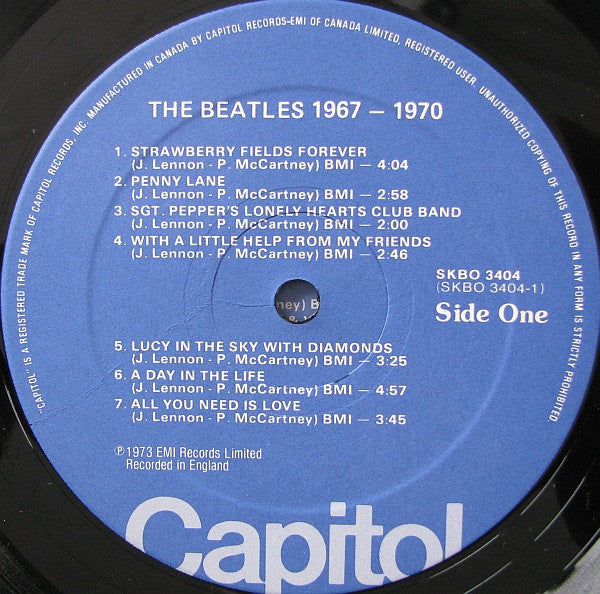 "CAPITOL" IS A REGISTERED TRADE MARK OF CAPITOL RECORDS, INC. MANUFACTURED IN CANADA BY CAPITOL RECORDS-EMI OF CANADA LIMITED, REGISTERED USER. UNAUTHORIZED COPYING OF THIS RECORD IN ANY FORM IS STRICTLY PROHIBITED
THE BEATLES 1967 – 1970
1. STRAWBERRY FIELDS FOREVER
(J. Lennon - P. McCartney) BMI – 4:04
2. PENNY LANE
(J. Lennon - P. McCartney) BMI – 2:58
3. SGT. PEPPER'S LONELY HEARTS CLUB BAND
(J. Lennon - P. McCartney) BMI – 2:00
4. WITH A LITTLE HELP FROM MY FRIENDS
(J. Lennon - P. McCartney) BMI – 2:46
SKBO 3404
(SKBO 3404-1)
Side One
ney) B
5. LUCY IN THE SKY WITH DIAMONDS
(J. Lennon - P. McCartney) BMI – 3:25
6. A DAY IN THE LIFE
(J. Lennon - P. McCartney) BMI – 4:57
7. ALL YOU NEED IS LOVE
(J. Lennon - P. McCartney) BMI – 3:45
℗ 1973 EMI Records Limited
Recorded in England
Capitol